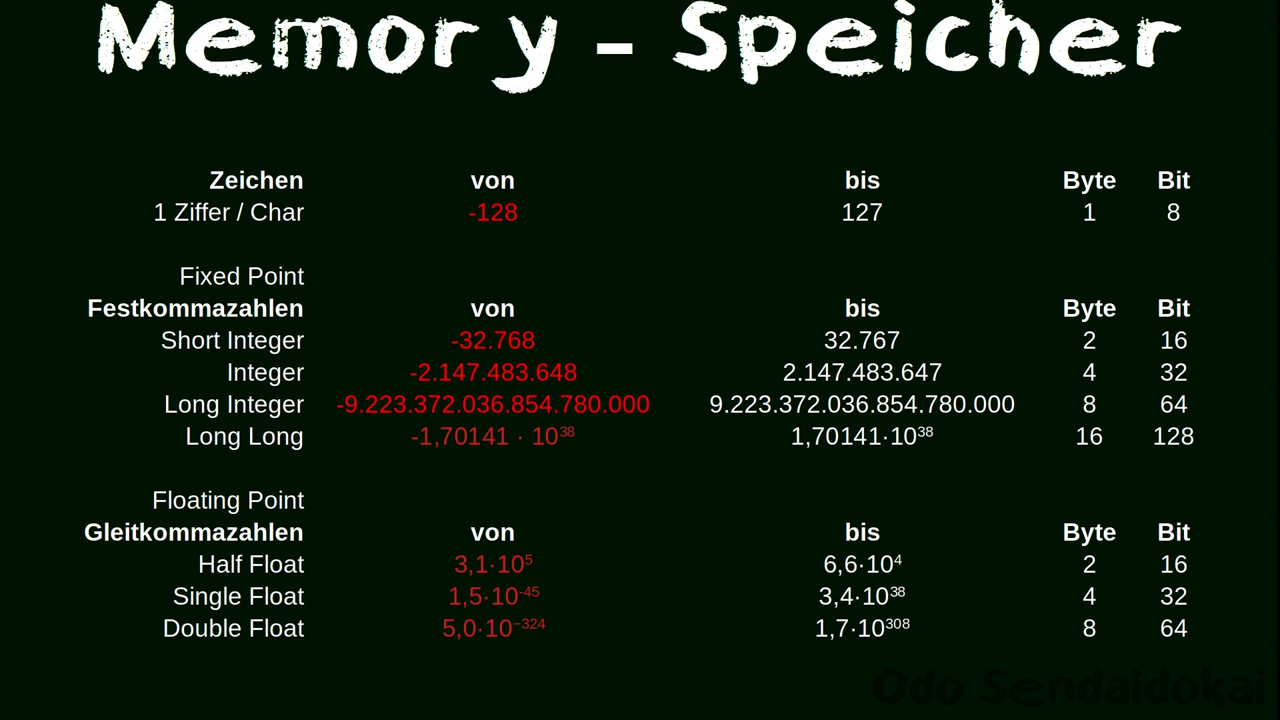 Memory - Speicher
Zeichen von bis Byte Bit
1 Ziffer / Char -128 127 1 8
Fixed Point
Festkommazahlen von bis Byte Bit
Short Integer -32.768 32.767 2 16
Integer -2.147.483.648 2.147.483.647 4 32
Long Integer -9.223.372.036.854.780.000 9.223.372.036.854.780.000 8 64
Long Long -1,70141 · 10³⁸ 1,70141·10³⁸ 16 128
Floating Point
Gleitkommazahlen von bis Byte Bit
Half Float 3,1·10⁵ 6,6·10⁴ 2 16
Single Float 1,5·10⁻⁴⁵ 3,4·10³⁸ 4 32
Double Float 5,0·10⁻³²⁴ 1,7·10³⁰⁸ 8 64
Odo Sendaidokai